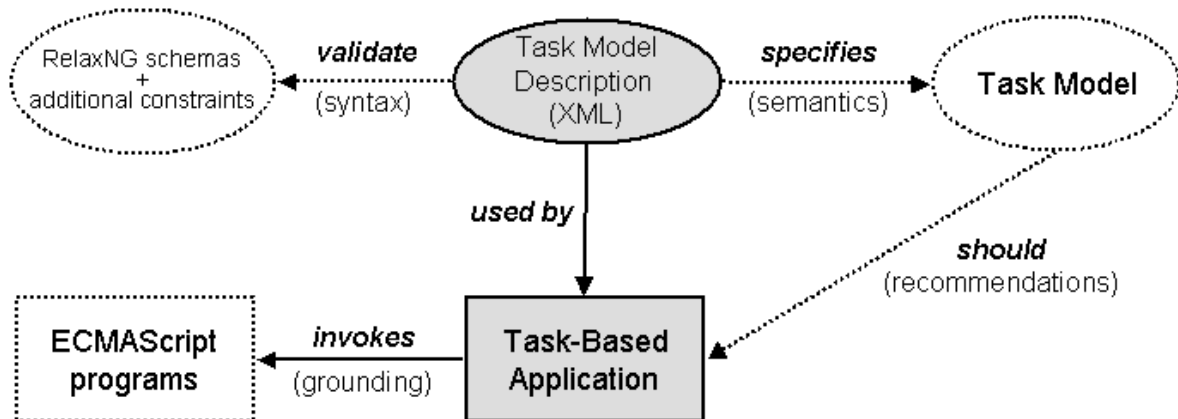 RelaxNG schemas
+
additional constraints
validate
(syntax)
Task Model
Description
(XML)
specifies
(semantics)
Task Model
used by
should
(recommendations)
ECMAScript
programs
invokes
(grounding)
Task-Based
Application